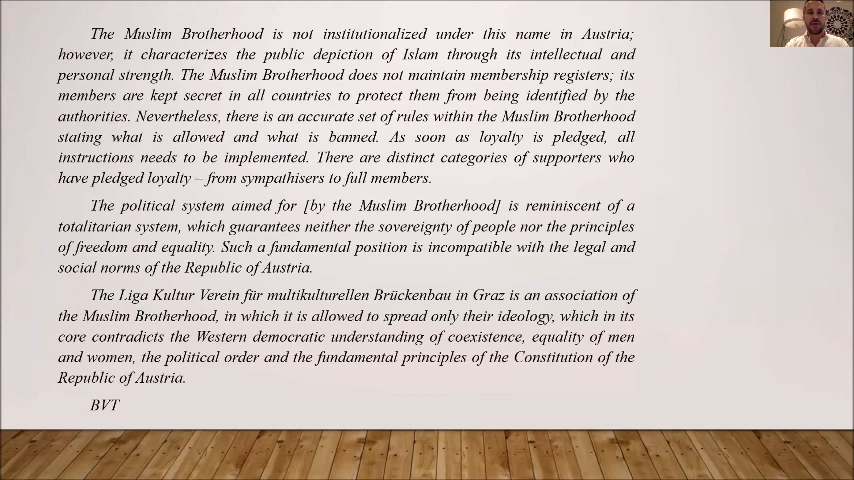 The Muslim Brotherhood is not institutionalized under this name in Austria;
however, it characterizes the public depiction of Islam through its intellectual and
personal strength. The Muslim Brotherhood does not maintain membership registers; its
members are kept secret in all countries to protect them from being identified by the
authorities. Nevertheless, there is an accurate set of rules within the Muslim Brotherhood
stating what is allowed and what is banned. As soon as loyalty is pledged, all
instructions needs to be implemented. There are distinct categories of supporters who
have pledged loyalty – from sympathisers to full members.
The political system aimed for [by the Muslim Brotherhood] is reminiscent of a
totalitarian system, which guarantees neither the sovereignty of people nor the principles
of freedom and equality. Such a fundamental position is incompatible with the legal and
social norms of the Republic of Austria.
The Liga Kultur Verein für multikulturellen Brückenbau in Graz is an association of
the Muslim Brotherhood, in which it is allowed to spread only their ideology, which in its
core contradicts the Western democratic understanding of coexistence, equality of men
and women, the political order and the fundamental principles of the Constitution of the
Republic of Austria.
BVT